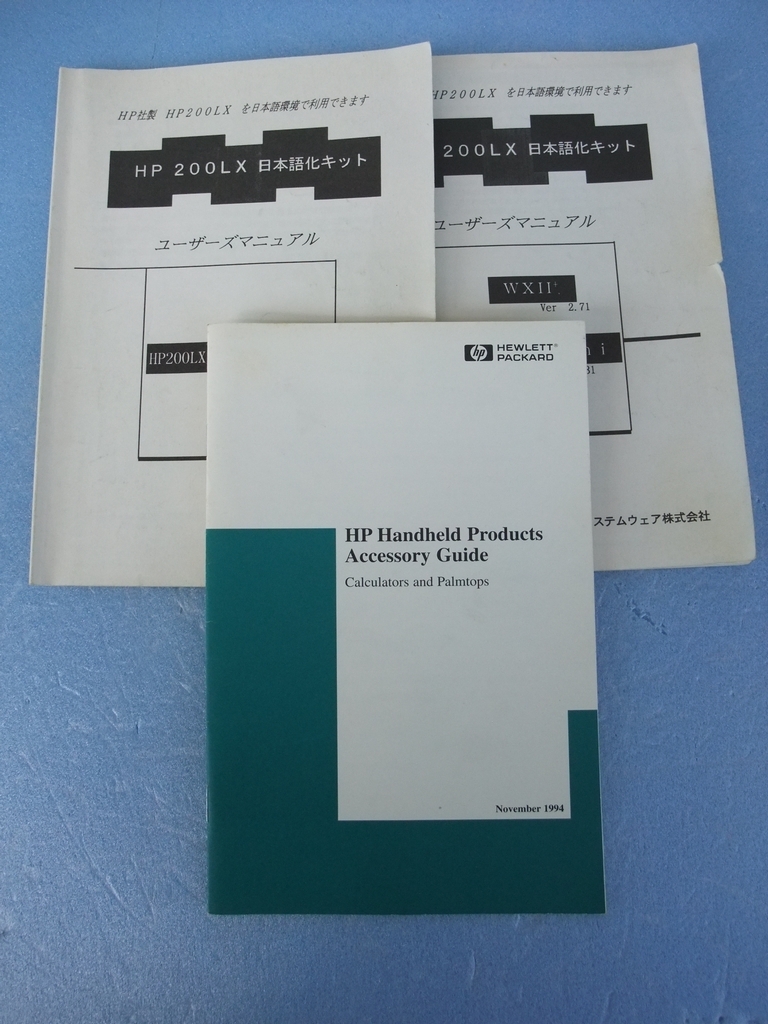 HP社製 HP200LX を日本語環境で利用できます
HP 200LX 日本語化キット
ユーザーズマニュアル
HP200LX
HP200LX を日本語環境で利用できます
200LX 日本語化キット
ユーザーズマニュアル
WXII+
Ver 2.71
hi
31
ステムウェア株式会社
hp HEWLETT®
PACKARD
HP Handheld Products
Accessory Guide
Calculators and Palmtops
November 1994